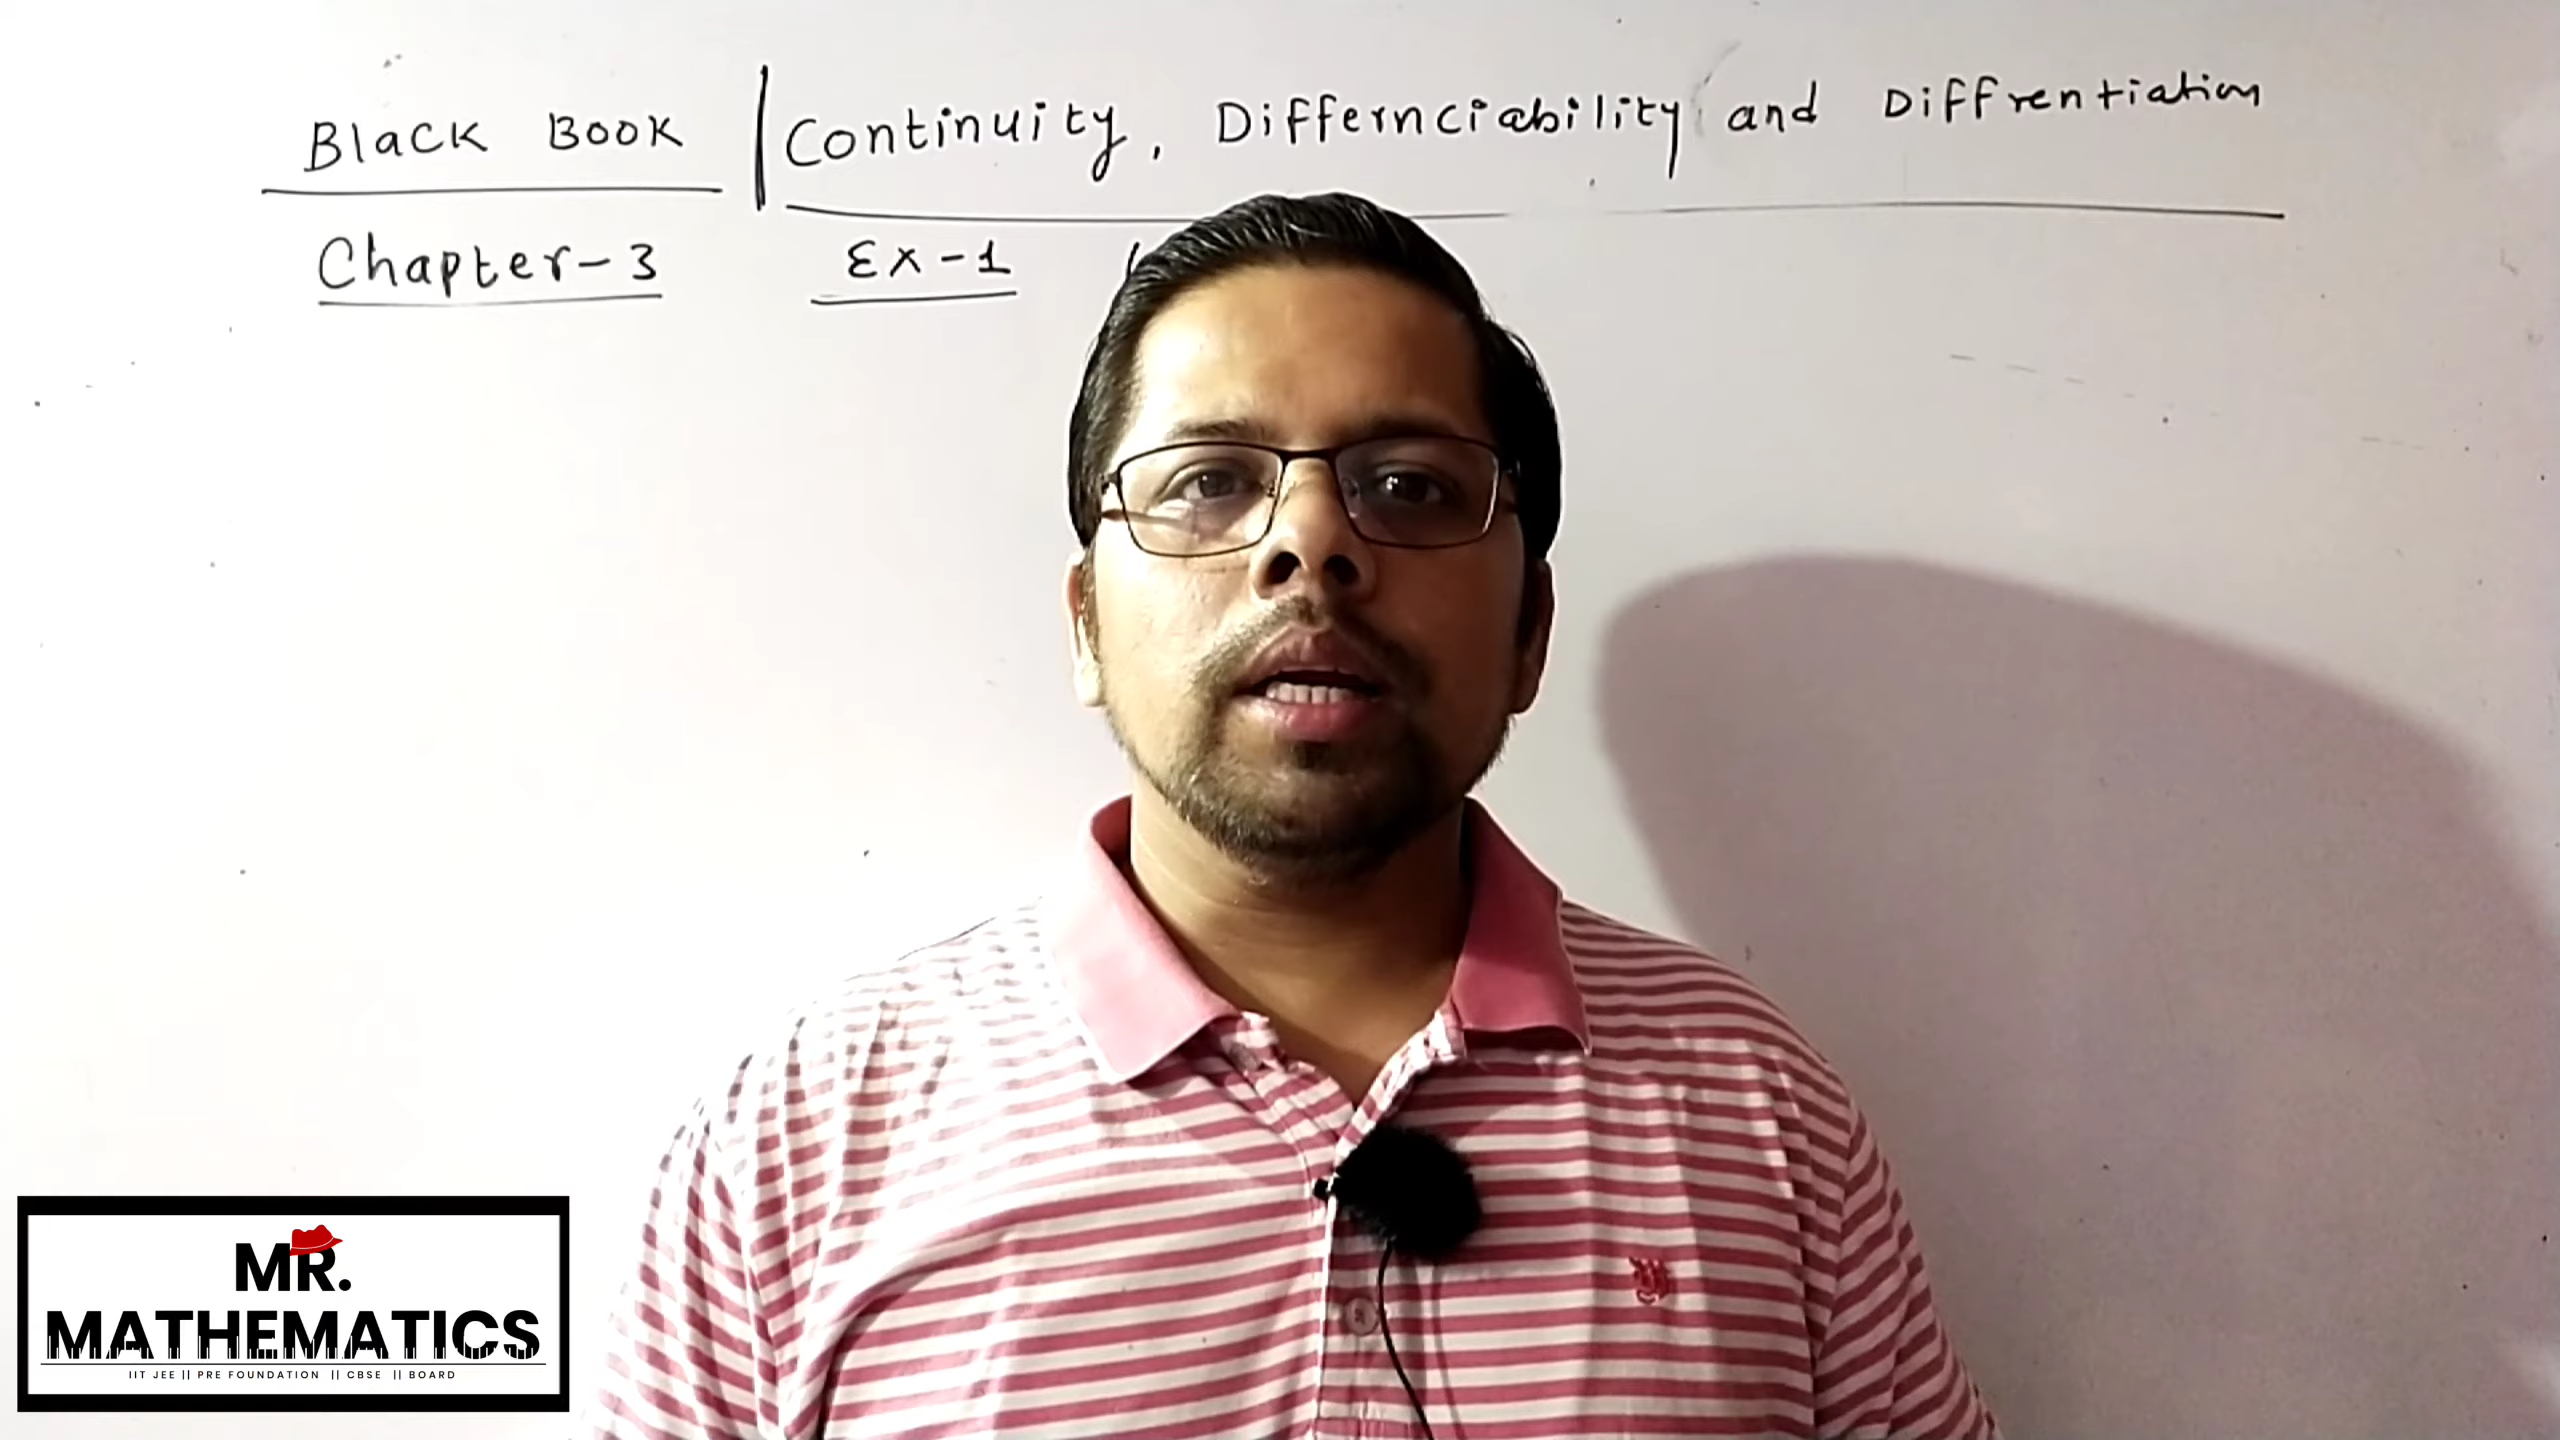 Black Book | Continuity, Differnciability and Diffrentiation
Chapter-3 Ex-1
MR.
MATHEMATICS
IIT JEE || PRE FOUNDATION || CBSE || BOARD